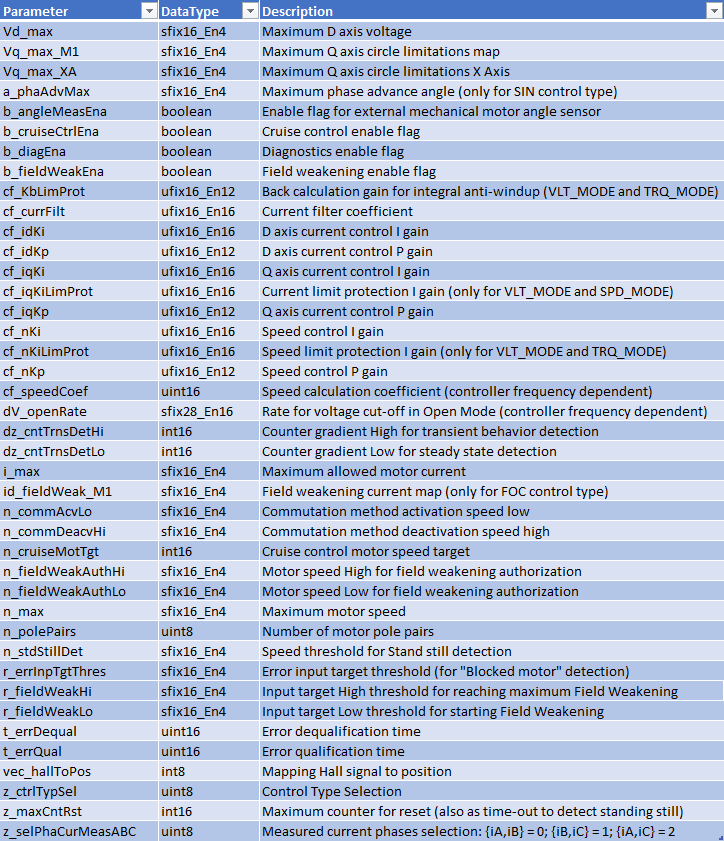 Parameter DataType Description
Vd_max sfix16_En4 Maximum D axis voltage
Vq_max_M1 sfix16_En4 Maximum Q axis circle limitations map
Vq_max_XA sfix16_En4 Maximum Q axis circle limitations X Axis
a_phaAdvMax sfix16_En4 Maximum phase advance angle (only for SIN control type)
b_angleMeasEna boolean Enable flag for external mechanical motor angle sensor
b_cruiseCtrlEna boolean Cruise control enable flag
b_diagEna boolean Diagnostics enable flag
b_fieldWeakEna boolean Field weakening enable flag
cf_KbLimProt ufix16_En12 Back calculation gain for integral anti-windup (VLT_MODE and TRQ_MODE)
cf_currFilt ufix16_En16 Current filter coefficient
cf_idKi ufix16_En16 D axis current control I gain
cf_idKp ufix16_En12 D axis current control P gain
cf_iqKi ufix16_En16 Q axis current control I gain
cf_iqKiLimProt ufix16_En16 Current limit protection I gain (only for VLT_MODE and SPD_MODE)
cf_iqKp ufix16_En12 Q axis current control P gain
cf_nKi ufix16_En16 Speed control I gain
cf_nKiLimProt ufix16_En16 Speed limit protection I gain (only for VLT_MODE and TRQ_MODE)
cf_nKp ufix16_En12 Speed control P gain
cf_speedCoef uint16 Speed calculation coefficient (controller frequency dependent)
dV_openRate sfix28_En16 Rate for voltage cut-off in Open Mode (controller frequency dependent)
dz_cntTrnsDetHi int16 Counter gradient High for transient behavior detection
dz_cntTrnsDetLo int16 Counter gradient Low for steady state detection
i_max sfix16_En4 Maximum allowed motor current
id_fieldWeak_M1 sfix16_En4 Field weakening current map (only for FOC control type)
n_commAcvLo sfix16_En4 Commutation method activation speed low
n_commDeacvHi sfix16_En4 Commutation method deactivation speed high
n_cruiseMotTgt int16 Cruise control motor speed target
n_fieldWeakAuthHi sfix16_En4 Motor speed High for field weakening authorization
n_fieldWeakAuthLo sfix16_En4 Motor speed Low for field weakening authorization
n_max sfix16_En4 Maximum motor speed
n_polePairs uint8 Number of motor pole pairs
n_stdStillDet sfix16_En4 Speed threshold for Stand still detection
r_errInpTgtThres sfix16_En4 Error input target threshold (for "Blocked motor" detection)
r_fieldWeakHi sfix16_En4 Input target High threshold for reaching maximum Field Weakening
r_fieldWeakLo sfix16_En4 Input target Low threshold for starting Field Weakening
t_errDequal uint16 Error dequalification time
t_errQual uint16 Error qualification time
vec_hallToPos int8 Mapping Hall signal to position
z_ctrlTypSel uint8 Control Type Selection
z_maxCntRst int16 Maximum counter for reset (also as time-out to detect standing still)
z_selPhaCurMeasABC uint8 Measured current phases selection: {iA,iB} = 0; {iB,iC} = 1; {iA,iC} = 2